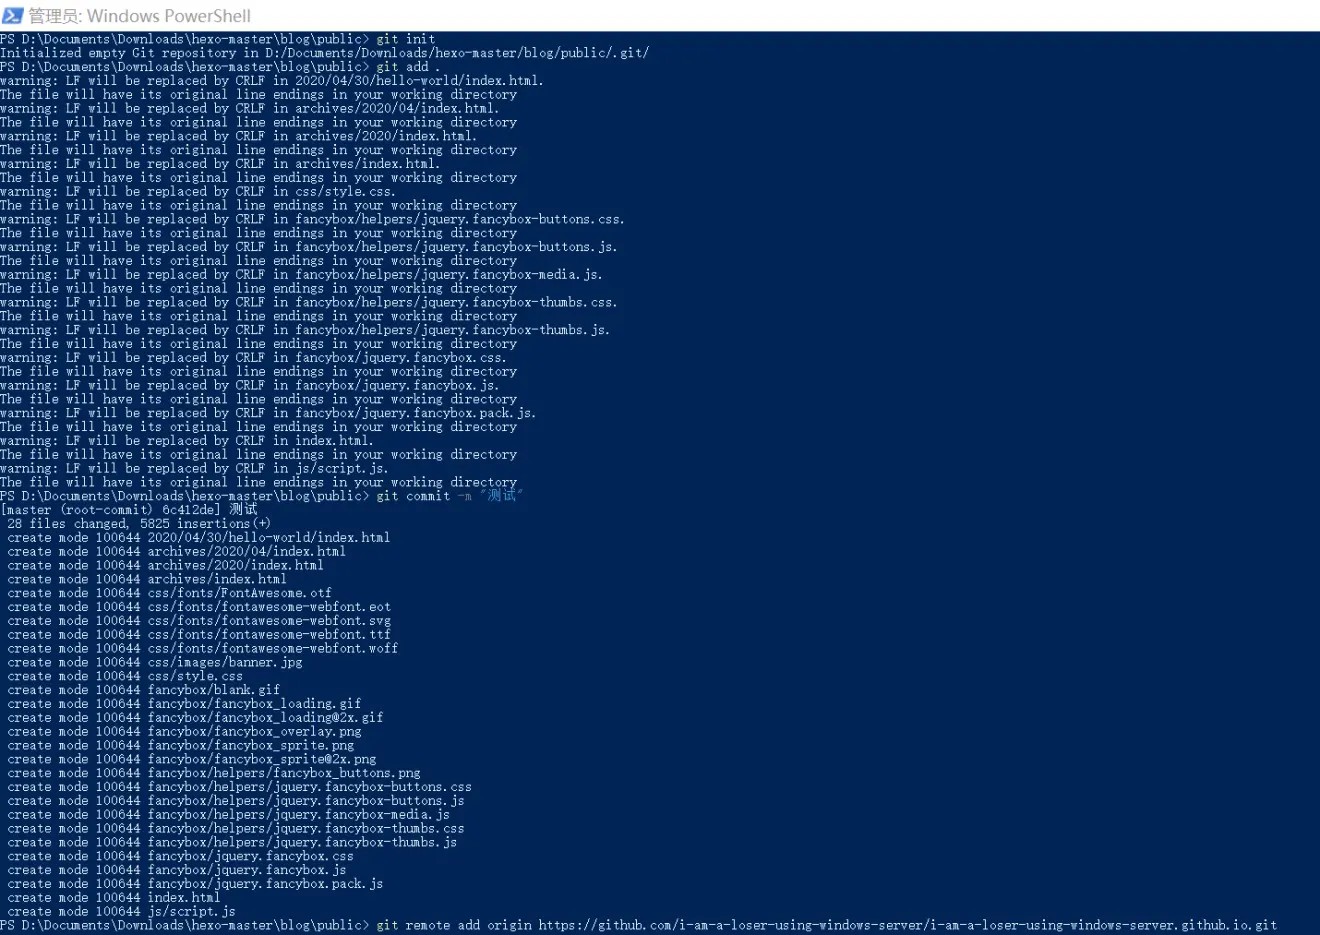 管理员: Windows PowerShell
PS D:\Documents\Downloads\hexo-master\blog\public> git init
Initialized empty Git repository in D:/Documents/Downloads/hexo-master/blog/public/.git/
PS D:\Documents\Downloads\hexo-master\blog\public> git add .
warning: LF will be replaced by CRLF in 2020/04/30/hello-world/index.html.
The file will have its original line endings in your working directory
warning: LF will be replaced by CRLF in archives/2020/04/index.html.
The file will have its original line endings in your working directory
warning: LF will be replaced by CRLF in archives/2020/index.html.
The file will have its original line endings in your working directory
warning: LF will be replaced by CRLF in archives/index.html.
The file will have its original line endings in your working directory
warning: LF will be replaced by CRLF in css/style.css.
The file will have its original line endings in your working directory
warning: LF will be replaced by CRLF in fancybox/helpers/jquery.fancybox-buttons.css.
The file will have its original line endings in your working directory
warning: LF will be replaced by CRLF in fancybox/helpers/jquery.fancybox-buttons.js.
The file will have its original line endings in your working directory
warning: LF will be replaced by CRLF in fancybox/helpers/jquery.fancybox-media.js.
The file will have its original line endings in your working directory
warning: LF will be replaced by CRLF in fancybox/helpers/jquery.fancybox-thumbs.css.
The file will have its original line endings in your working directory
warning: LF will be replaced by CRLF in fancybox/helpers/jquery.fancybox-thumbs.js.
The file will have its original line endings in your working directory
warning: LF will be replaced by CRLF in fancybox/jquery.fancybox.css.
The file will have its original line endings in your working directory
warning: LF will be replaced by CRLF in fancybox/jquery.fancybox.js.
The file will have its original line endings in your working directory
warning: LF will be replaced by CRLF in fancybox/jquery.fancybox.pack.js.
The file will have its original line endings in your working directory
warning: LF will be replaced by CRLF in index.html.
The file will have its original line endings in your working directory
warning: LF will be replaced by CRLF in js/script.js.
The file will have its original line endings in your working directory
PS D:\Documents\Downloads\hexo-master\blog\public> git commit -m "测试"
[master (root-commit) 6c412de] 测试
28 files changed, 5825 insertions(+)
create mode 100644 2020/04/30/hello-world/index.html
create mode 100644 archives/2020/04/index.html
create mode 100644 archives/2020/index.html
create mode 100644 archives/index.html
create mode 100644 css/fonts/FontAwesome.otf
create mode 100644 css/fonts/fontawesome-webfont.eot
create mode 100644 css/fonts/fontawesome-webfont.svg
create mode 100644 css/fonts/fontawesome-webfont.ttf
create mode 100644 css/fonts/fontawesome-webfont.woff
create mode 100644 css/images/banner.jpg
create mode 100644 css/style.css
create mode 100644 fancybox/blank.gif
create mode 100644 fancybox/fancybox_loading.gif
create mode 100644 fancybox/fancybox_loading@2x.gif
create mode 100644 fancybox/fancybox_overlay.png
create mode 100644 fancybox/fancybox_sprite.png
create mode 100644 fancybox/fancybox_sprite@2x.png
create mode 100644 fancybox/helpers/fancybox_buttons.png
create mode 100644 fancybox/helpers/jquery.fancybox-buttons.css
create mode 100644 fancybox/helpers/jquery.fancybox-buttons.js
create mode 100644 fancybox/helpers/jquery.fancybox-media.js
create mode 100644 fancybox/helpers/jquery.fancybox-thumbs.css
create mode 100644 fancybox/helpers/jquery.fancybox-thumbs.js
create mode 100644 fancybox/jquery.fancybox.css
create mode 100644 fancybox/jquery.fancybox.js
create mode 100644 fancybox/jquery.fancybox.pack.js
create mode 100644 index.html
create mode 100644 js/script.js
PS D:\Documents\Downloads\hexo-master\blog\public> git remote add origin https://github.com/i-am-a-loser-using-windows-server/i-am-a-loser-using-windows-server.github.io.git